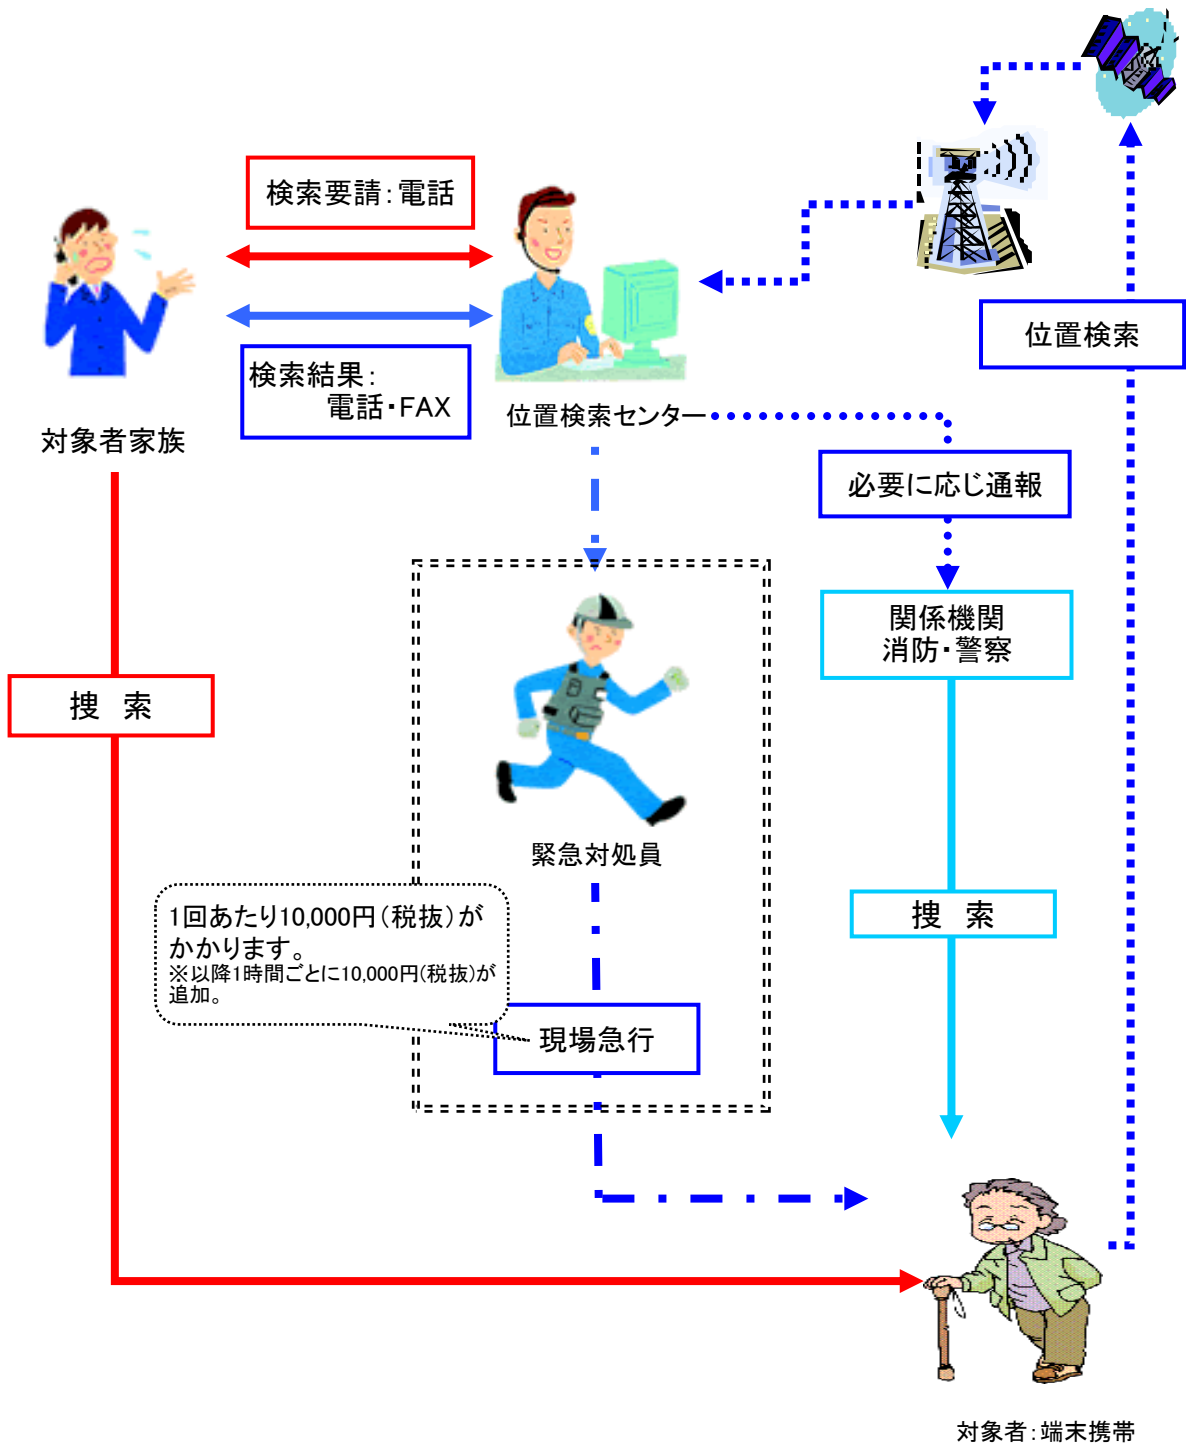 検索要請：電話
位置検索
検索結果：
電話・FAX
位置検索センター
対象者家族
必要に応じ通報
関係機関
消防・警察
捜　索
緊急対処員
捜　索
1回あたり10,000円（税抜）が
かかります。
※以降1時間ごとに10,000円(税抜)が
追加。
現場急行
対象者：端末携帯